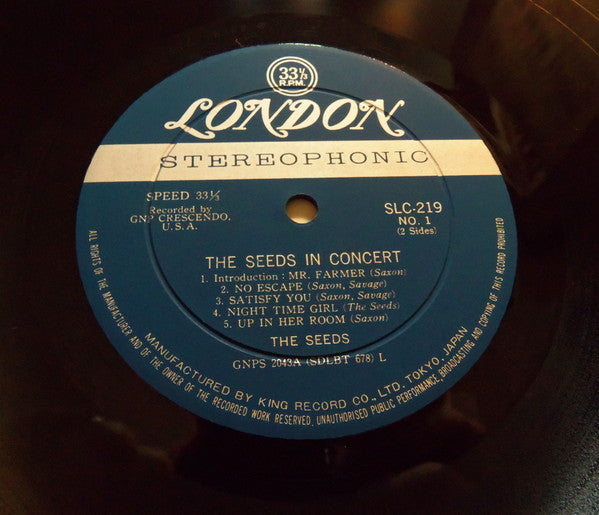 33⅓
R.P.M.
LONDON
STEREOPHONIC
SPEED 33⅓
Recorded by
GNP CRESCENDO,
U.S.A.
SLC-219
NO. 1
(2 Sides)
THE SEEDS IN CONCERT
1. Introduction : MR. FARMER (Saxon)
2. NO ESCAPE (Saxon, Savage)
3. SATISFY YOU (Saxon, Savage)
4. NIGHT TIME GIRL (The Seeds)
5. UP IN HER ROOM (Saxon)
THE SEEDS
GNPS 2043A (SDLBT 678) L
MANUFACTURED BY KING RECORD CO., LTD. TOKYO, JAPAN
ALL RIGHTS OF THE MANUFACTURER AND OF THE OWNER OF THE RECORDED WORK RESERVED, UNAUTHORISED PUBLIC PERFORMANCE, BROADCASTING AND COPYING OF THIS RECORD PROHIBITED